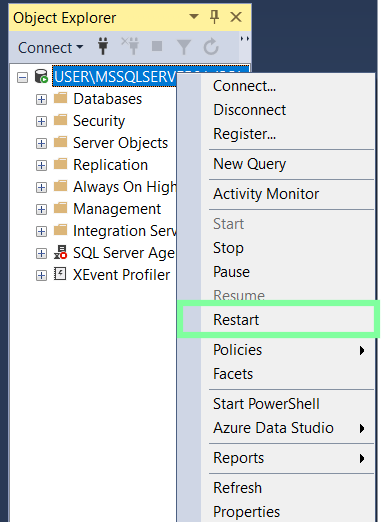 Object Explorer
Connect
USER\MSSQLSERVER
Databases
Security
Server Objects
Replication
Always On High
Management
Integration Serv
SQL Server Age
XEvent Profiler
Connect...
Disconnect
Register...
New Query
Activity Monitor
Start
Stop
Pause
Resume
Restart
Policies
Facets
Start PowerShell
Azure Data Studio
Reports
Refresh
Properties